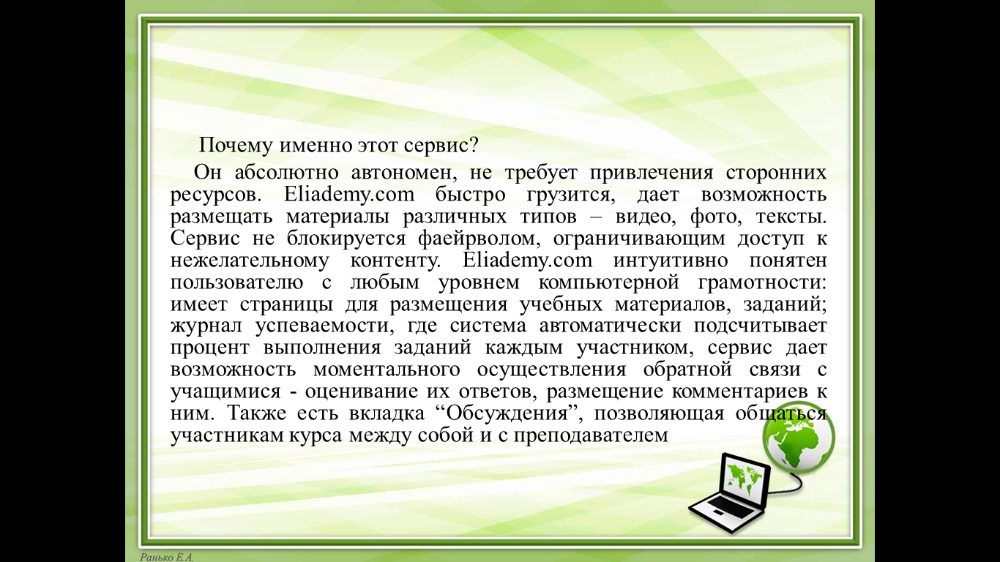 Почему именно этот сервис?
Он абсолютно автономен, не требует привлечения сторонних
ресурсов. Eliademy.com быстро грузится, дает возможность
размещать материалы различных типов – видео, фото, тексты.
Сервис не блокируется фаейрволом, ограничивающим доступ к
нежелательному контенту. Eliademy.com интуитивно понятен
пользователю с любым уровнем компьютерной грамотности:
имеет страницы для размещения учебных материалов, заданий;
журнал успеваемости, где система автоматически подсчитывает
процент выполнения заданий каждым участником, сервис дает
возможность моментального осуществления обратной связи с
учащимися - оценивание их ответов, размещение комментариев к
ним. Также есть вкладка “Обсуждения”, позволяющая общаться
участникам курса между собой и с преподавателем
Ранько Е.А.